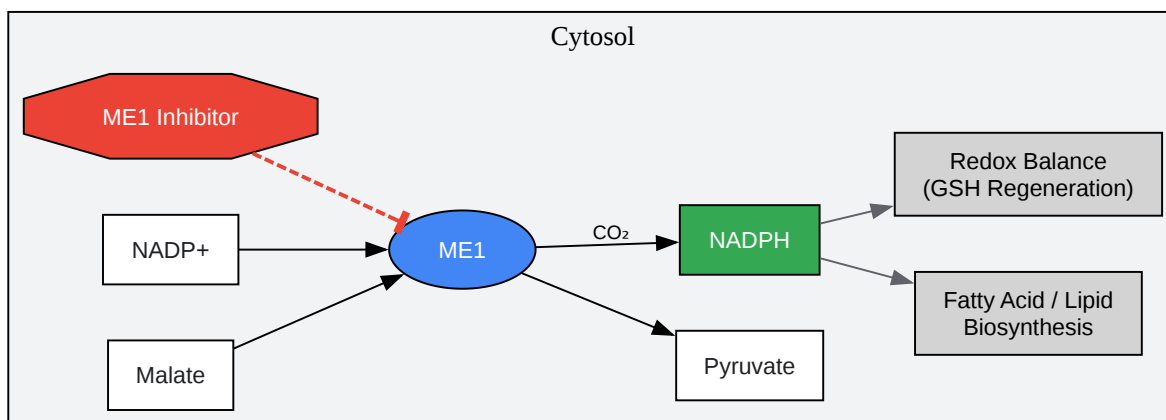 Cytosol
ME1 Inhibitor
NADP+
Malate
ME1
CO₂
NADPH
Pyruvate
Redox Balance
(GSH Regeneration)
Fatty Acid / Lipid
Biosynthesis